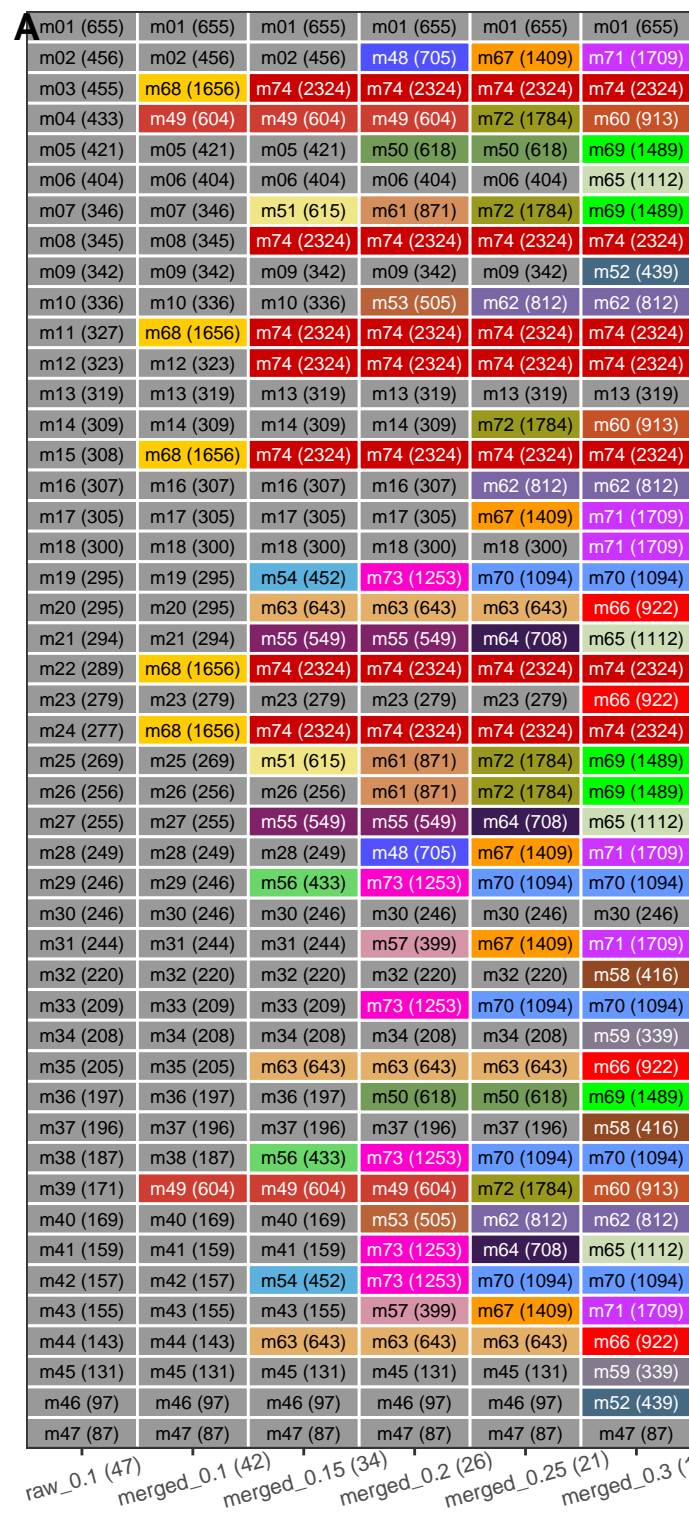 A
m01 (655) m01 (655) m01 (655) m01 (655) m01 (655) m01 (655)
m02 (456) m02 (456) m02 (456) m48 (705) m67 (1409) m71 (1709)
m03 (455) m68 (1656) m74 (2324) m74 (2324) m74 (2324) m74 (2324)
m04 (433) m49 (604) m49 (604) m49 (604) m72 (1784) m60 (913)
m05 (421) m05 (421) m05 (421) m50 (618) m50 (618) m69 (1489)
m06 (404) m06 (404) m06 (404) m06 (404) m06 (404) m65 (1112)
m07 (346) m07 (346) m51 (615) m61 (871) m72 (1784) m69 (1489)
m08 (345) m08 (345) m74 (2324) m74 (2324) m74 (2324) m74 (2324)
m09 (342) m09 (342) m09 (342) m09 (342) m09 (342) m52 (439)
m10 (336) m10 (336) m10 (336) m53 (505) m62 (812) m62 (812)
m11 (327) m68 (1656) m74 (2324) m74 (2324) m74 (2324) m74 (2324)
m12 (323) m12 (323) m74 (2324) m74 (2324) m74 (2324) m74 (2324)
m13 (319) m13 (319) m13 (319) m13 (319) m13 (319) m13 (319)
m14 (309) m14 (309) m14 (309) m14 (309) m72 (1784) m60 (913)
m15 (308) m68 (1656) m74 (2324) m74 (2324) m74 (2324) m74 (2324)
m16 (307) m16 (307) m16 (307) m16 (307) m62 (812) m62 (812)
m17 (305) m17 (305) m17 (305) m17 (305) m67 (1409) m71 (1709)
m18 (300) m18 (300) m18 (300) m18 (300) m18 (300) m71 (1709)
m19 (295) m19 (295) m54 (452) m73 (1253) m70 (1094) m70 (1094)
m20 (295) m20 (295) m63 (643) m63 (643) m63 (643) m66 (922)
m21 (294) m21 (294) m55 (549) m55 (549) m64 (708) m65 (1112)
m22 (289) m68 (1656) m74 (2324) m74 (2324) m74 (2324) m74 (2324)
m23 (279) m23 (279) m23 (279) m23 (279) m23 (279) m66 (922)
m24 (277) m68 (1656) m74 (2324) m74 (2324) m74 (2324) m74 (2324)
m25 (269) m25 (269) m51 (615) m61 (871) m72 (1784) m69 (1489)
m26 (256) m26 (256) m26 (256) m61 (871) m72 (1784) m69 (1489)
m27 (255) m27 (255) m55 (549) m55 (549) m64 (708) m65 (1112)
m28 (249) m28 (249) m28 (249) m48 (705) m67 (1409) m71 (1709)
m29 (246) m29 (246) m56 (433) m73 (1253) m70 (1094) m70 (1094)
m30 (246) m30 (246) m30 (246) m30 (246) m30 (246) m30 (246)
m31 (244) m31 (244) m31 (244) m57 (399) m67 (1409) m71 (1709)
m32 (220) m32 (220) m32 (220) m32 (220) m32 (220) m58 (416)
m33 (209) m33 (209) m33 (209) m73 (1253) m70 (1094) m70 (1094)
m34 (208) m34 (208) m34 (208) m34 (208) m34 (208) m59 (339)
m35 (205) m35 (205) m63 (643) m63 (643) m63 (643) m66 (922)
m36 (197) m36 (197) m36 (197) m50 (618) m50 (618) m69 (1489)
m37 (196) m37 (196) m37 (196) m37 (196) m37 (196) m58 (416)
m38 (187) m38 (187) m56 (433) m73 (1253) m70 (1094) m70 (1094)
m39 (171) m49 (604) m49 (604) m49 (604) m72 (1784) m60 (913)
m40 (169) m40 (169) m40 (169) m53 (505) m62 (812) m62 (812)
m41 (159) m41 (159) m41 (159) m73 (1253) m64 (708) m65 (1112)
m42 (157) m42 (157) m54 (452) m73 (1253) m70 (1094) m70 (1094)
m43 (155) m43 (155) m43 (155) m57 (399) m67 (1409) m71 (1709)
m44 (143) m44 (143) m63 (643) m63 (643) m63 (643) m66 (922)
m45 (131) m45 (131) m45 (131) m45 (131) m45 (131) m59 (339)
m46 (97) m46 (97) m46 (97) m46 (97) m46 (97) m52 (439)
m47 (87) m47 (87) m47 (87) m47 (87) m47 (87) m47 (87)
raw_0.1 (47) merged_0.1 (42) merged_0.15 (34) merged_0.2 (26) merged_0.25 (21) merged_0.3